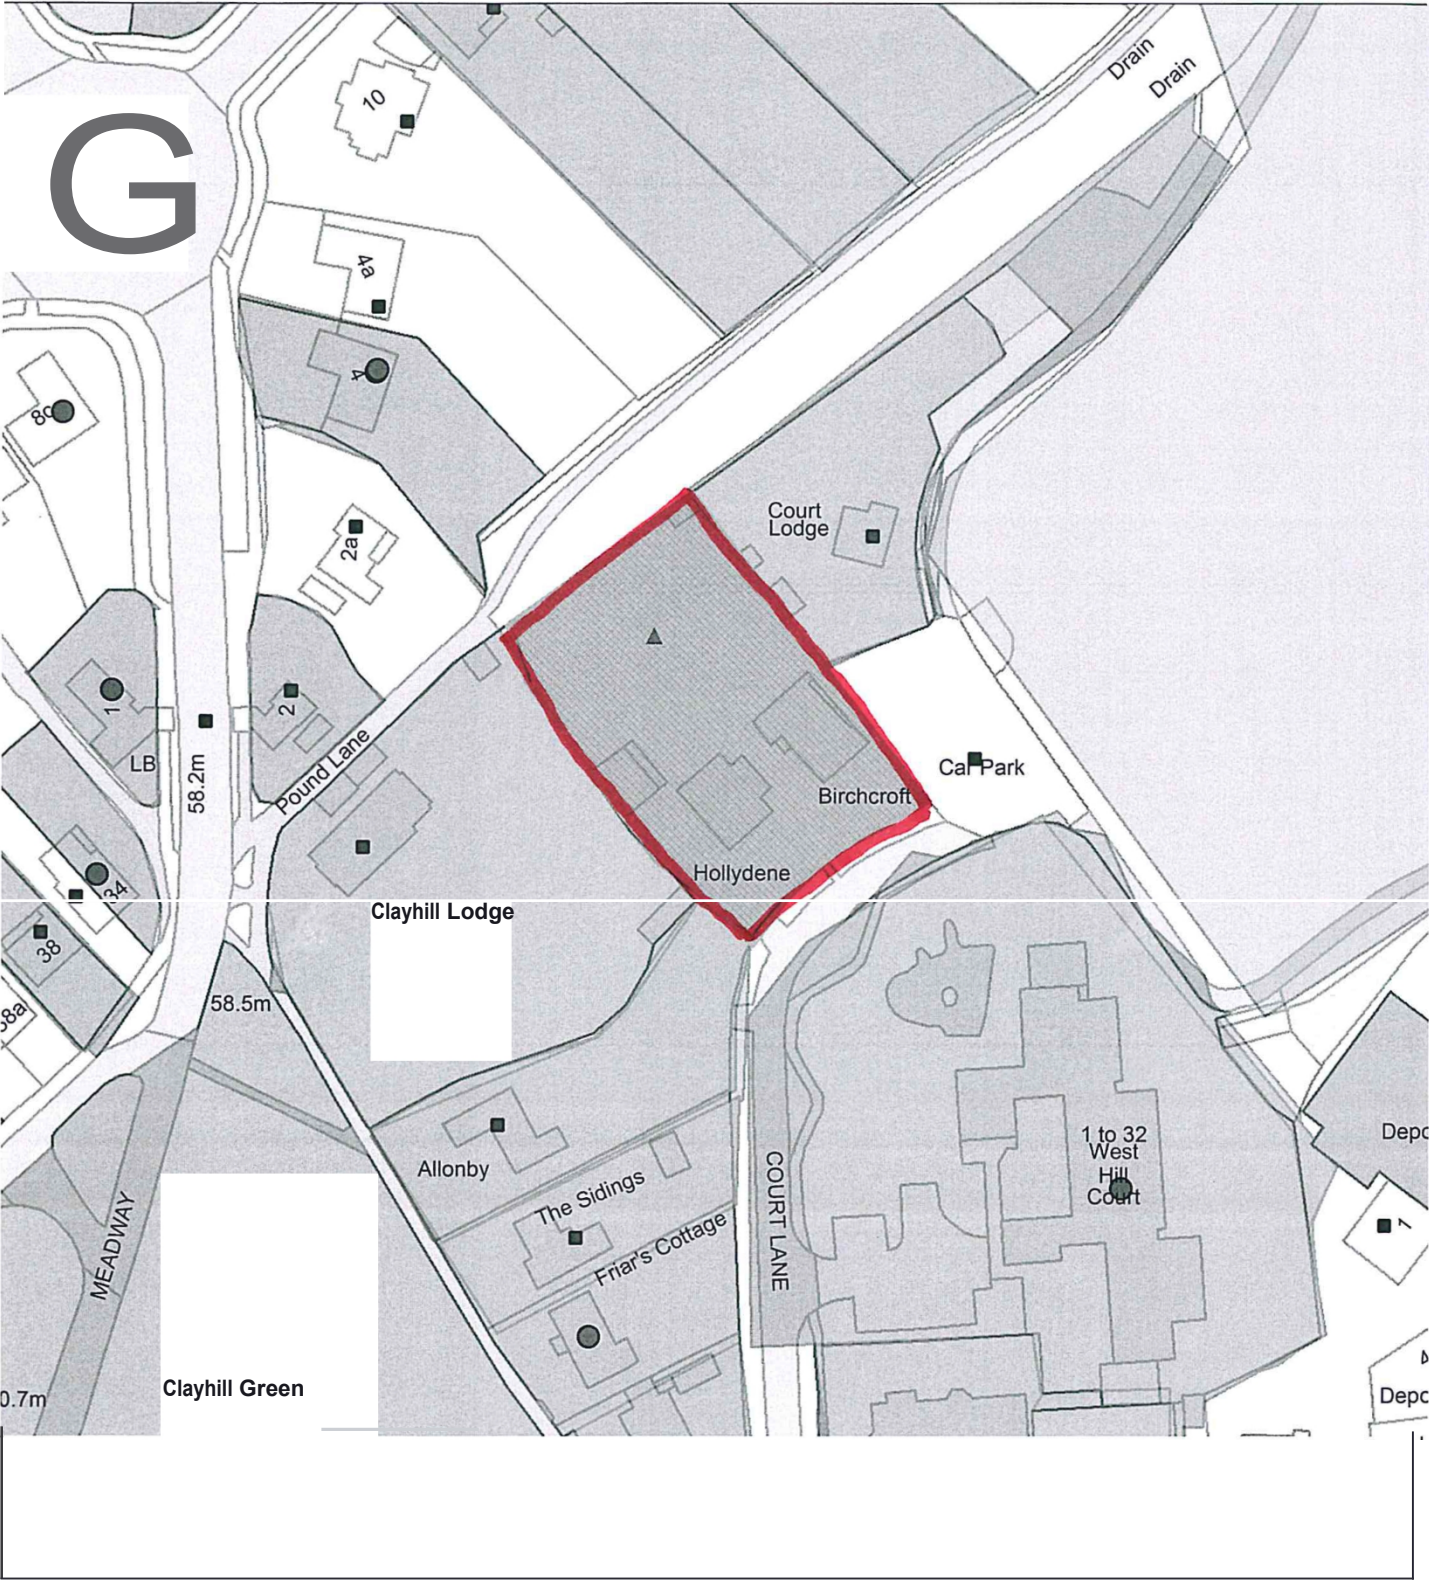 Drain
Drain
10
G
4a
4
8c
Court
Lodge
2a
1
2
LB
58.2m
Pound Lane
Car Park
Birchcroft
Hollydene
34
Clayhill Lodge
38
58.5m
38a
1 to 32
West
Hill
Court
Allonby
The Sidings
COURT LANE
Friar's Cottage
MEADWAY
Depo
1
Clayhill Green
0.7m
4
Depo